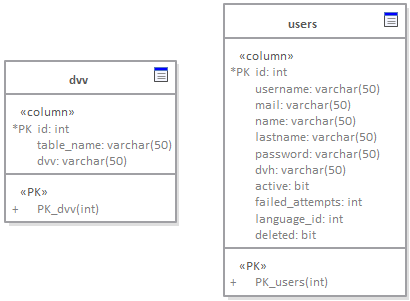 dvv
«column»
*PK id: int
table_name: varchar(50)
dvv: varchar(50)
«PK»
+ PK_dvv(int)
users
«column»
*PK id: int
username: varchar(50)
mail: varchar(50)
name: varchar(50)
lastname: varchar(50)
password: varchar(50)
dvh: varchar(50)
active: bit
failed_attempts: int
language_id: int
deleted: bit
«PK»
+ PK_users(int)